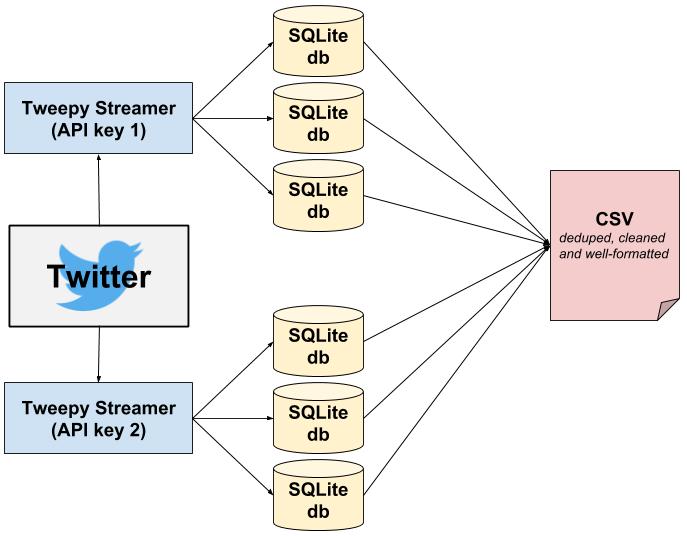 SQLite
db
Tweepy Streamer
(API key 1)
SQLite
db
SQLite
db
Twitter
CSV
deduped, cleaned
and well-formatted
SQLite
db
Tweepy Streamer
(API key 2)
SQLite
db
SQLite
db